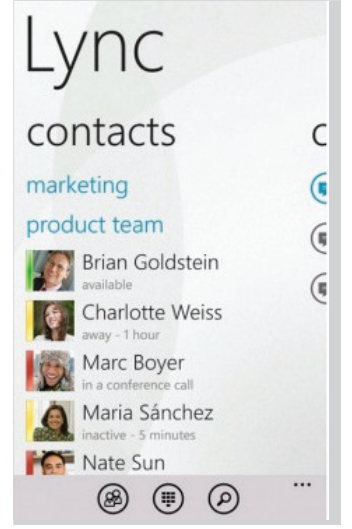 Lync
contacts
marketing
product team
Brian Goldstein
available
Charlotte Weiss
away - 1 hour
Marc Boyer
in a conference call
Maria Sánchez
inactive - 5 minutes
Nate Sun